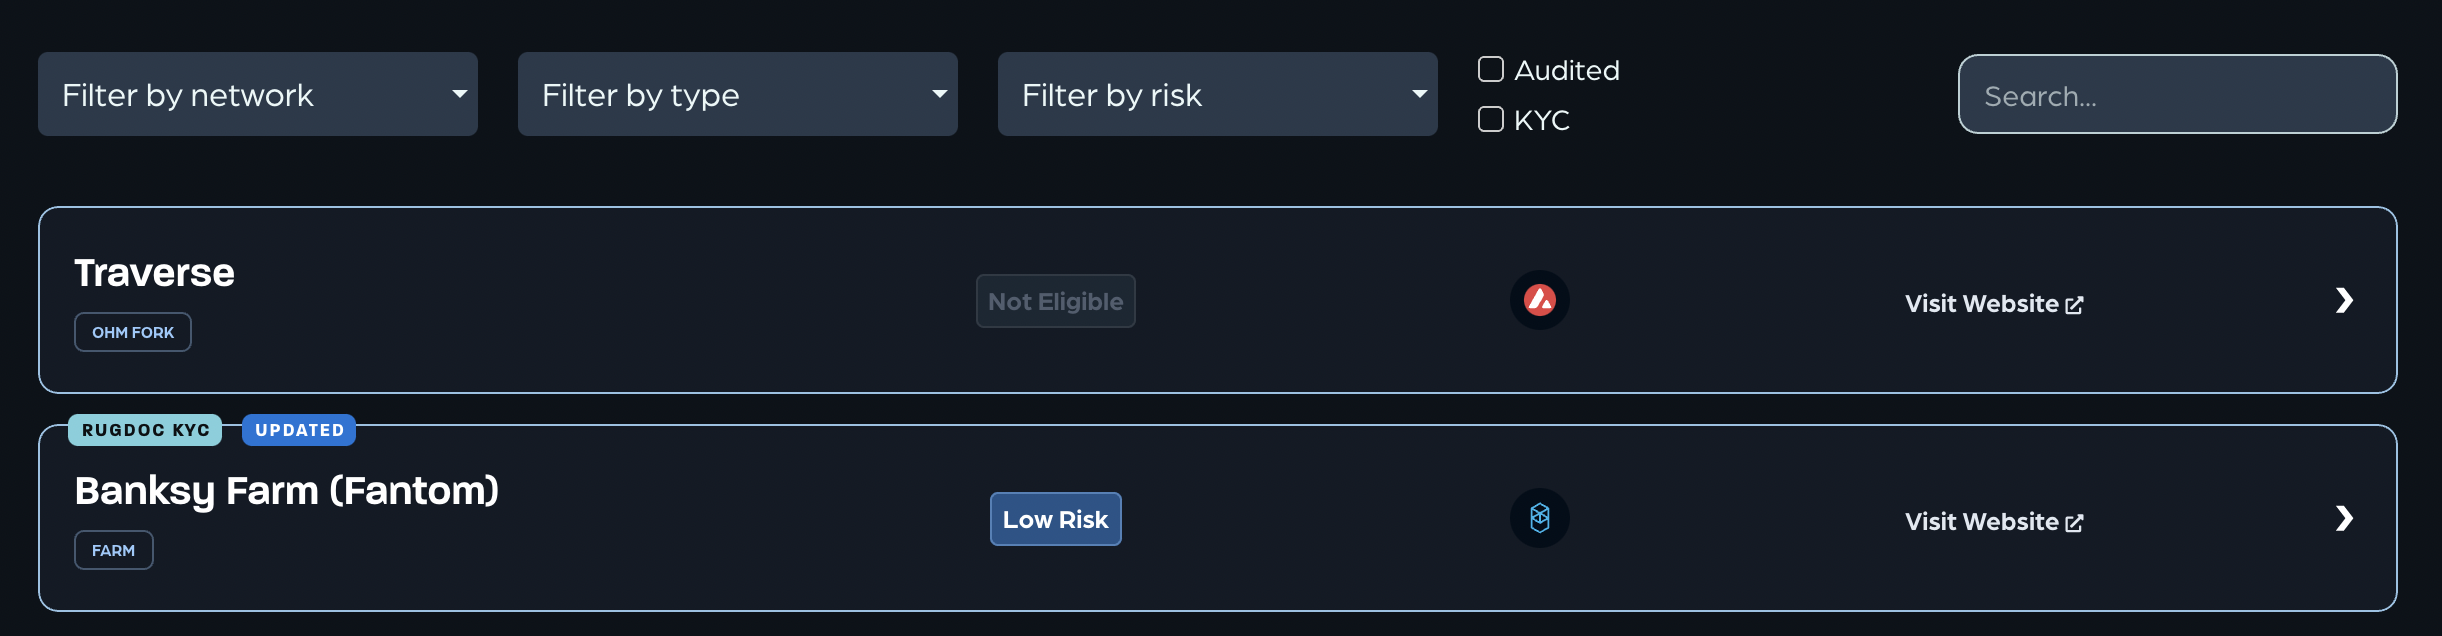 Filter by network
Filter by type
Filter by risk
Audited
KYC
Search...
Traverse
OHM FORK
Not Eligible
Visit Website
RUGDOC KYC
UPDATED
Banksy Farm (Fantom)
FARM
Low Risk
Visit Website